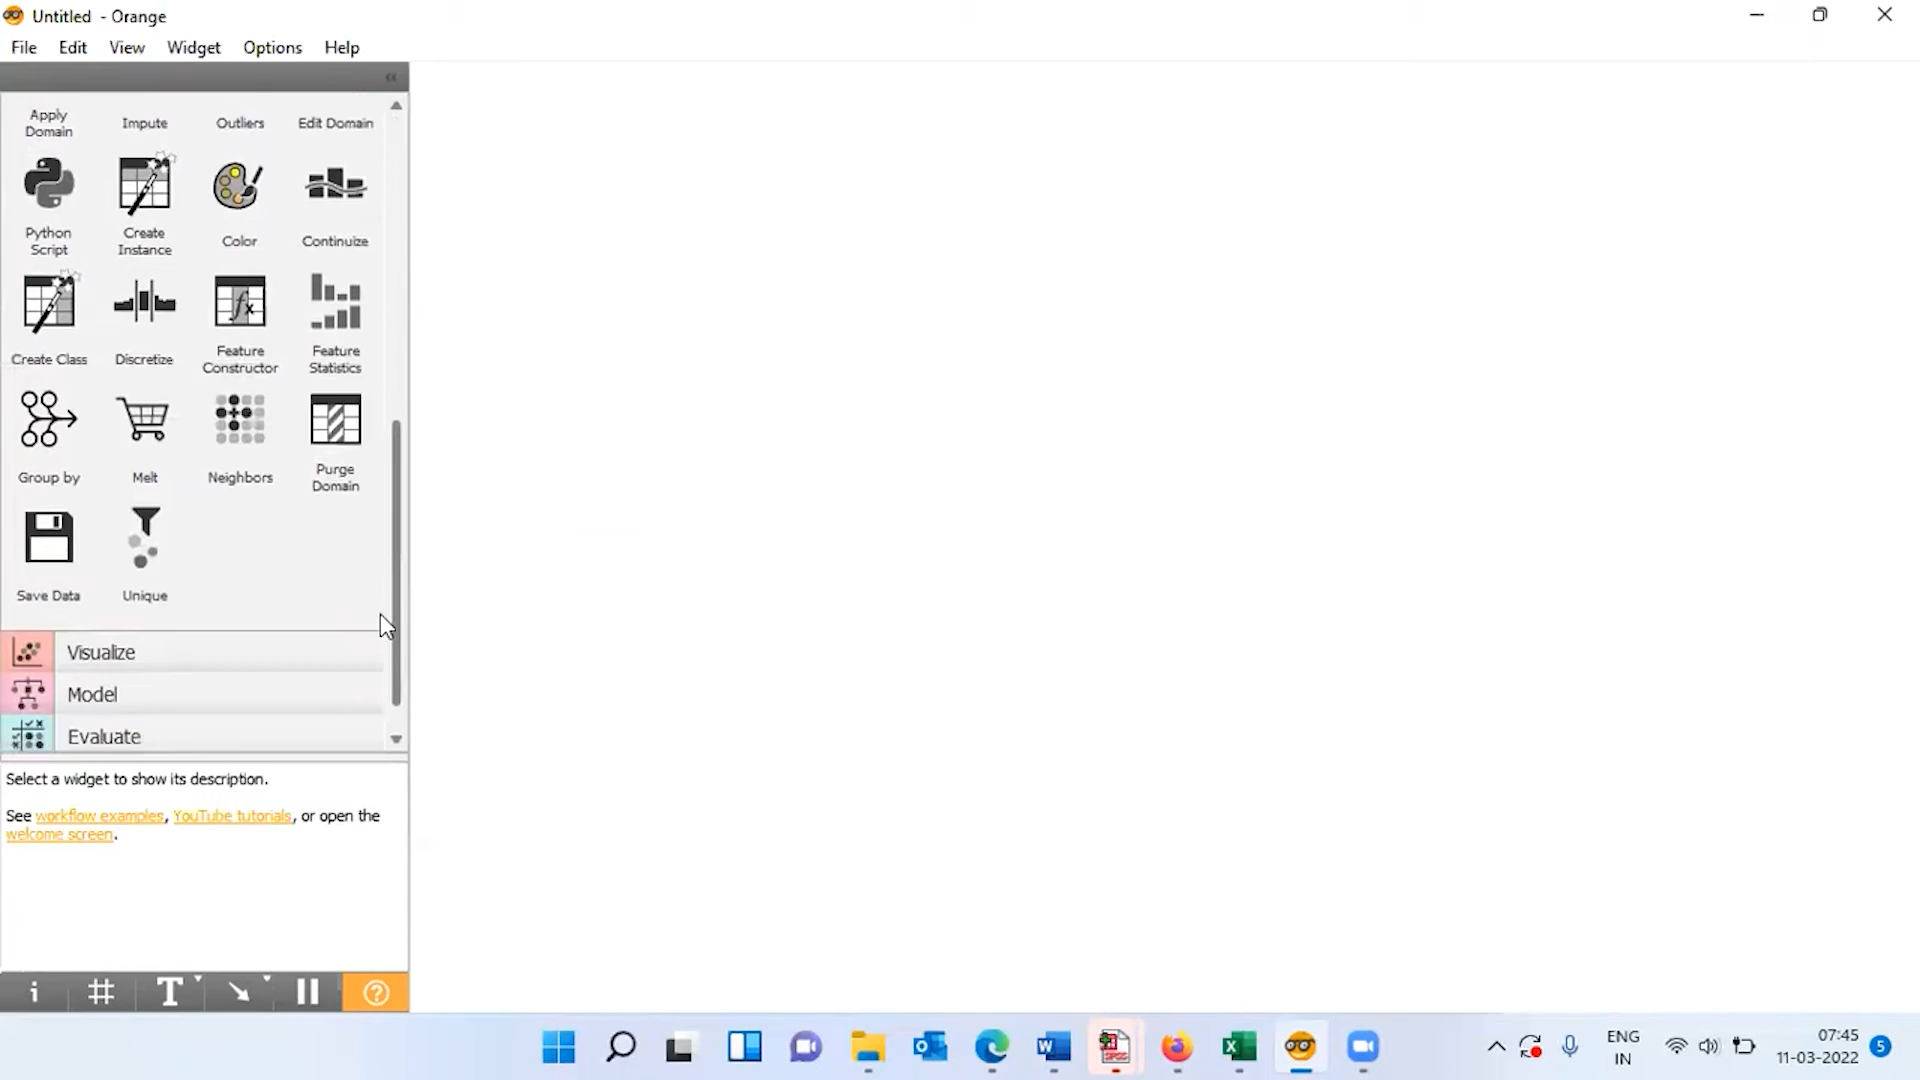 Untitled - Orange
File Edit View Widget Options Help
«
Apply Domain Impute Outliers Edit Domain
Python Script Create Instance Color Continuize
Create Class Discretize Feature Constructor Feature Statistics
Group by Melt Neighbors Purge Domain
Save Data Unique
Visualize
Model
Evaluate
Select a widget to show its description.
See workflow examples, YouTube tutorials, or open the
welcome screen.
i # T ?
ENG
IN
07:45
11-03-2022
5